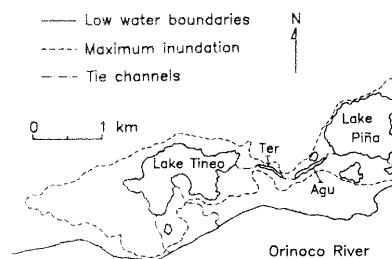 Low water boundaries
N
Maximum inundation
Tie channels
0 1 km
Lake
Piña
Ter
Lake Tineo
Agu
Orinoco River